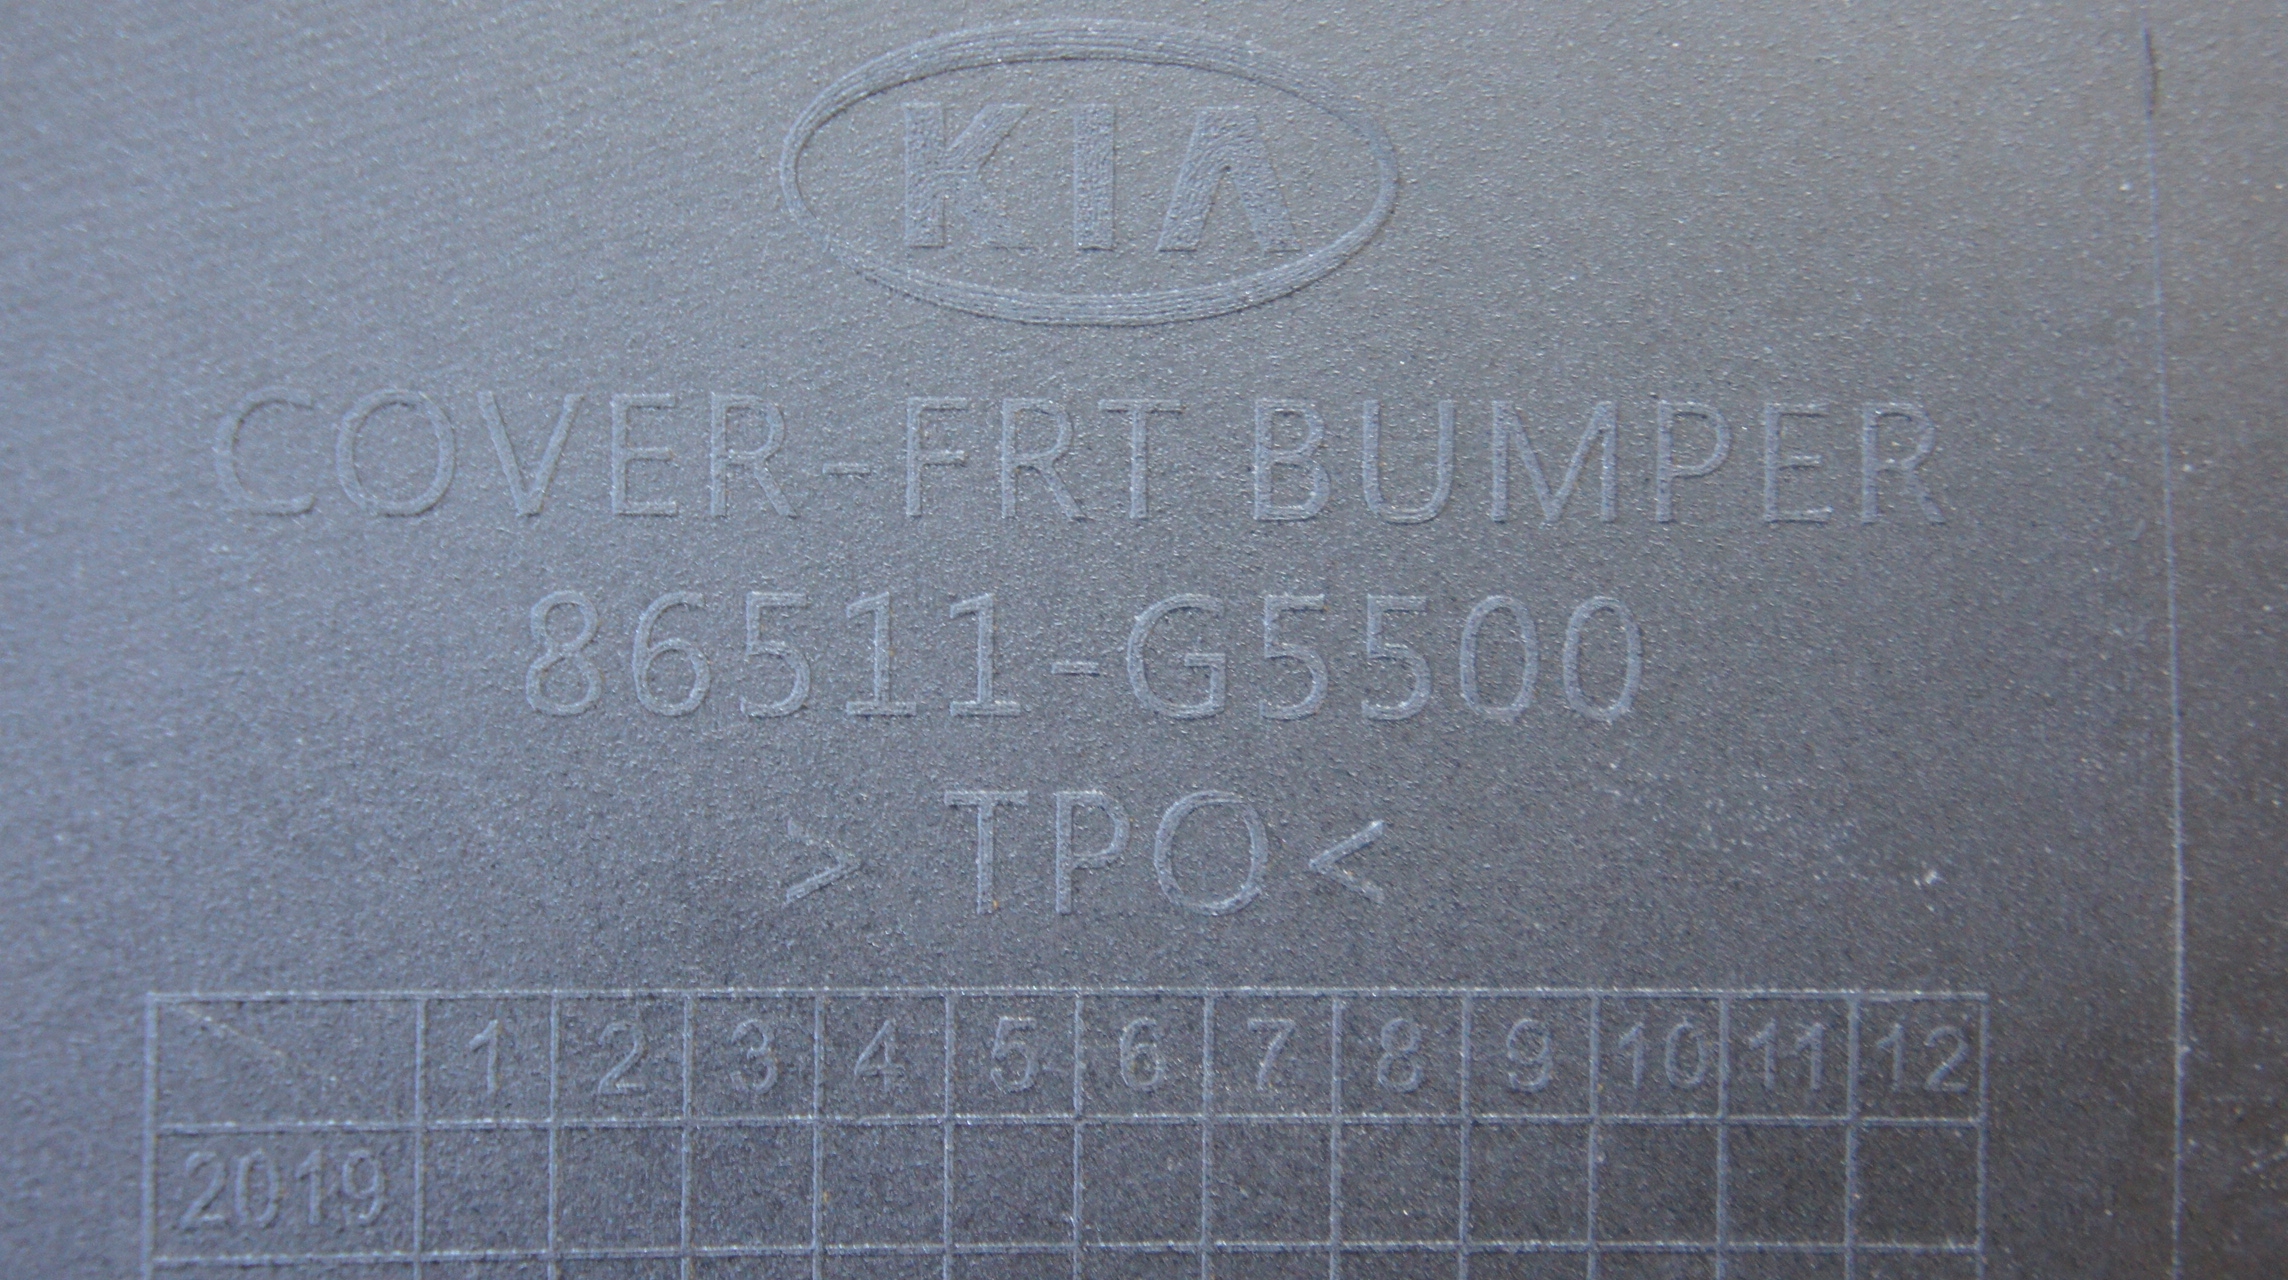 KIA
COVER-FRT BUMPER
86511-G5500
> TPO <
1 2 3 4 5 6 7 8 9 10 11 12
2019